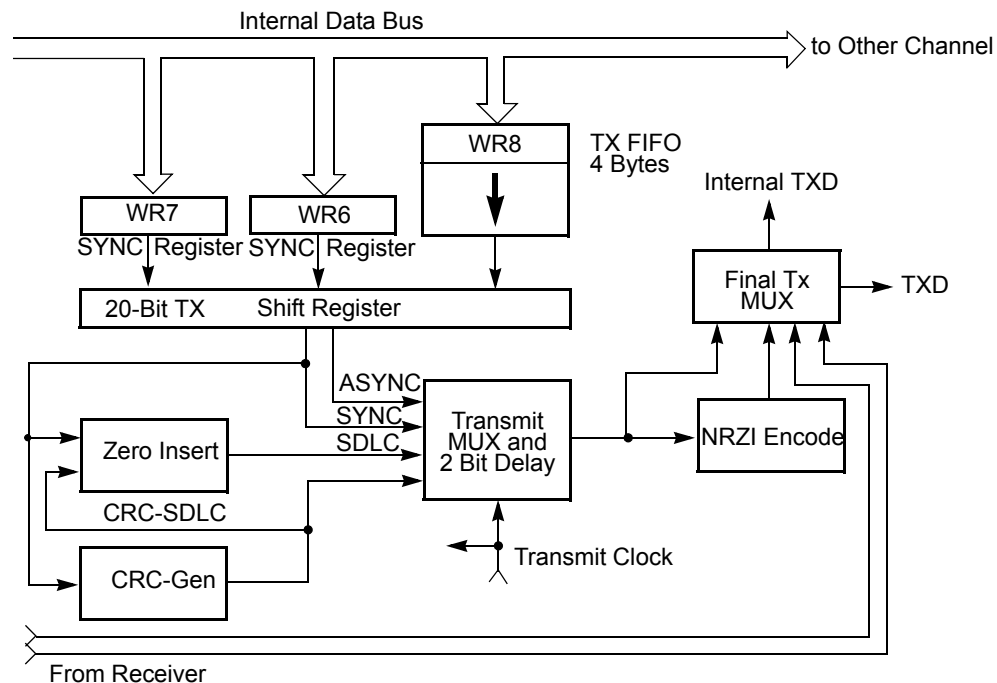 Internal Data Bus
to Other Channel
WR8
TX FIFO
4 Bytes
WR7
SYNC Register
WR6
SYNC Register
Internal TXD
Final Tx
MUX
TXD
20-Bit TX Shift Register
ASYNC
SYNC
SDLC
Transmit
MUX and
2 Bit Delay
NRZI Encode
Zero Insert
CRC-SDLC
CRC-Gen
Transmit Clock
From Receiver